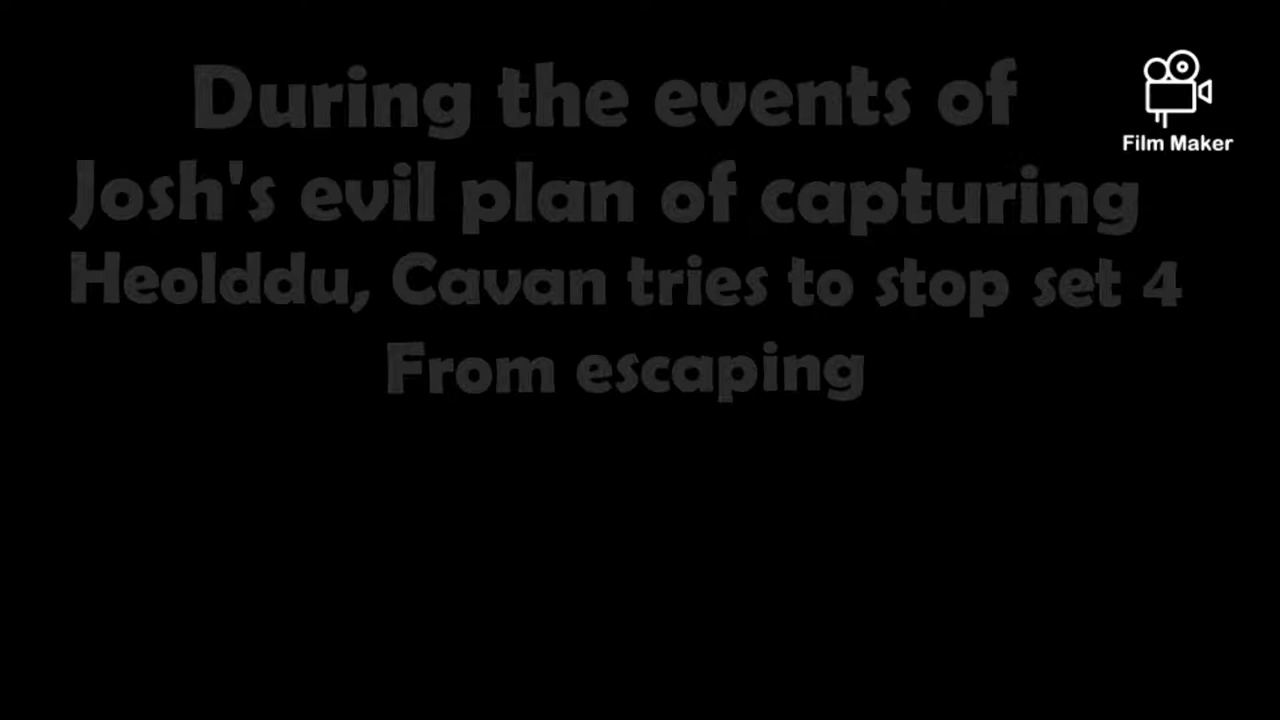 During the events of
Josh's evil plan of capturing
Heolddu, Cavan tries to stop set 4
From escaping
Film Maker